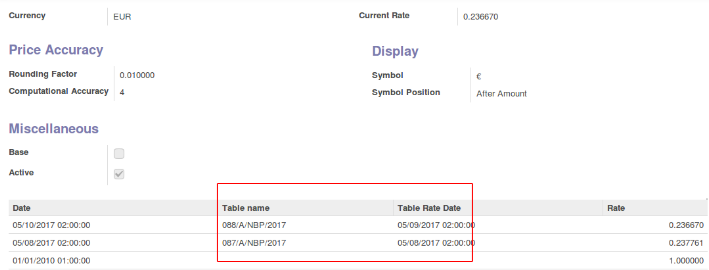 Currency EUR Current Rate 0.236670
Price Accuracy Display
Rounding Factor 0.010000 Symbol €
Computational Accuracy 4 Symbol Position After Amount
Miscellaneous
Base
Active
Date Table name Table Rate Date Rate
05/10/2017 02:00:00 088/A/NBP/2017 05/09/2017 02:00:00 0.236670
05/08/2017 02:00:00 087/A/NBP/2017 05/08/2017 02:00:00 0.237761
01/01/2010 01:00:00 1.000000